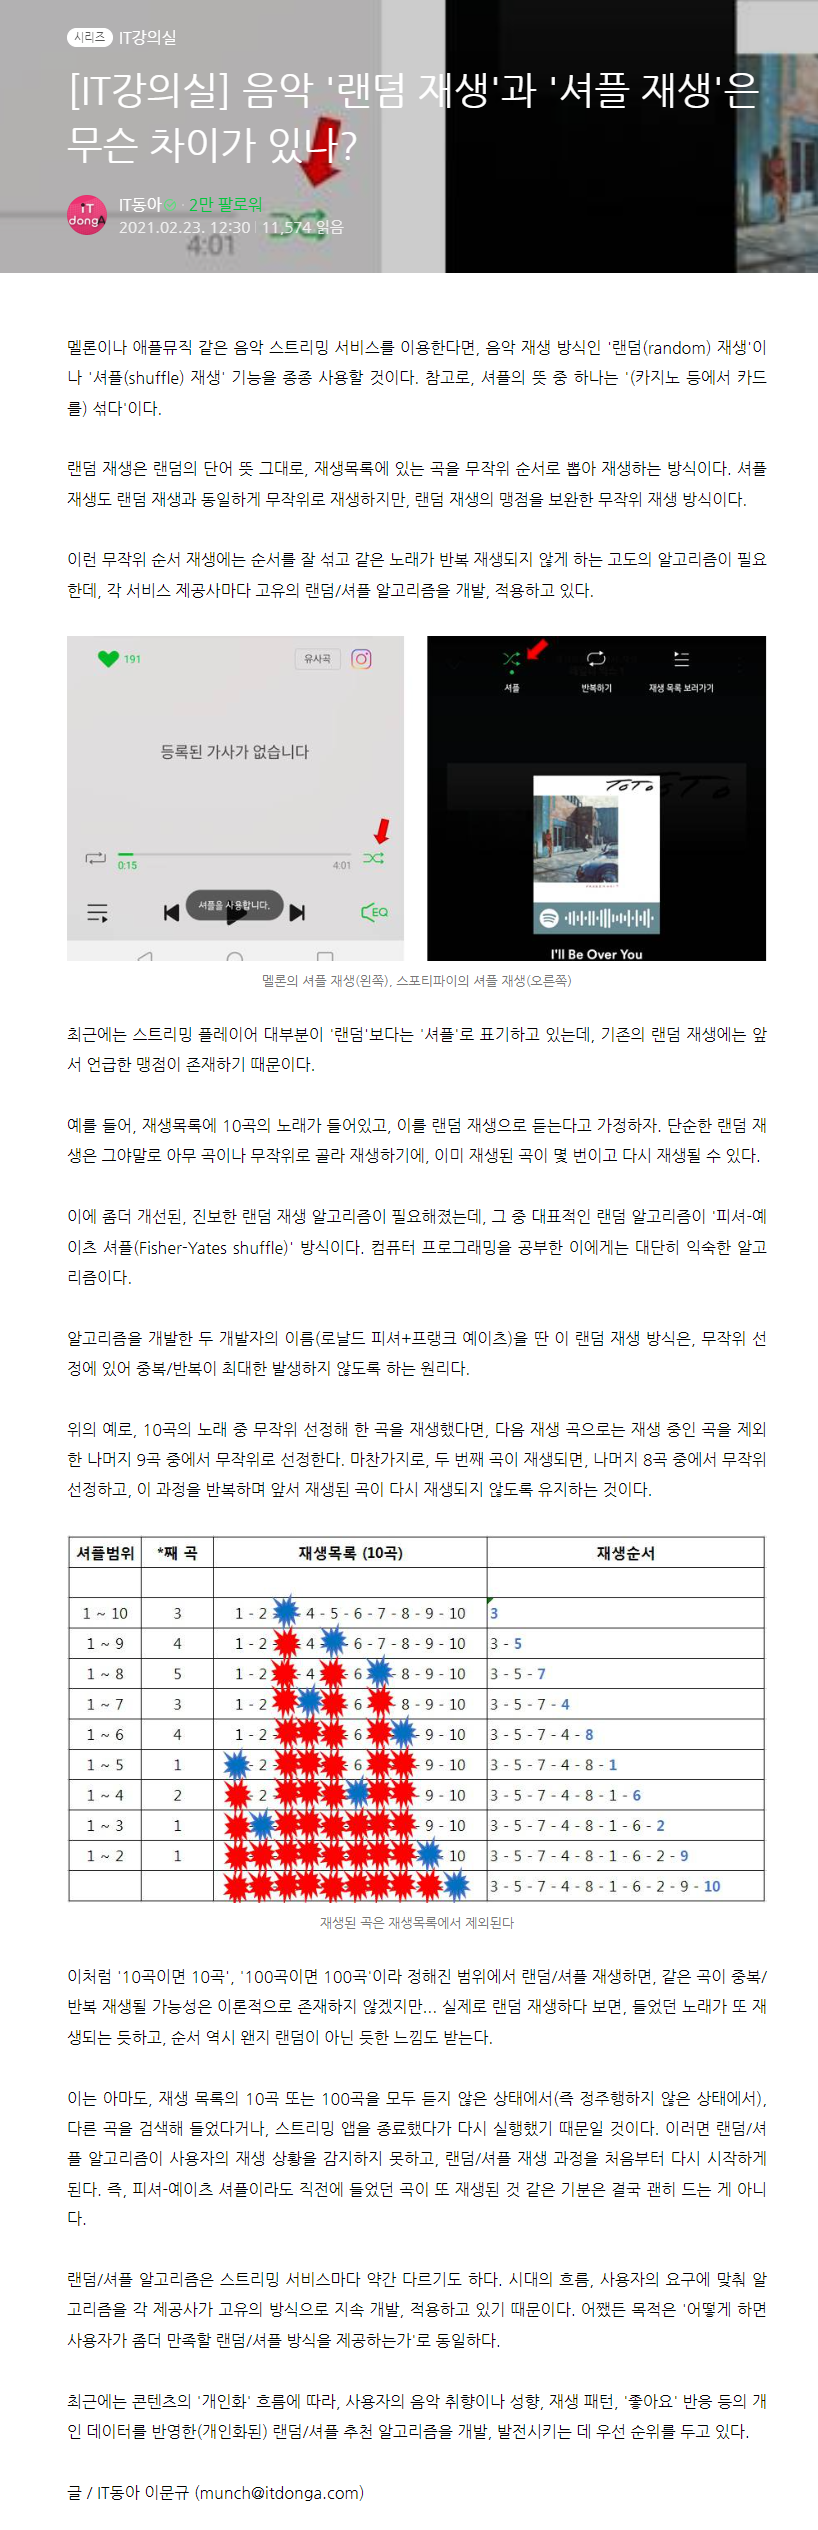 시리즈 IT강의실
[IT강의실] 음악 '랜덤 재생'과 '셔플 재생'은
무슨 차이가 있나?
iT dongA
IT동아 · 2만 팔로워
2021.02.23. 12:30 | 11,574 읽음
4:01
멜론이나 애플뮤직 같은 음악 스트리밍 서비스를 이용한다면, 음악 재생 방식인 '랜덤(random) 재생'이
나 '셔플(shuffle) 재생' 기능을 종종 사용할 것이다. 참고로, 셔플의 뜻 중 하나는 '(카지노 등에서 카드
를) 섞다'이다.
랜덤 재생은 랜덤의 단어 뜻 그대로, 재생목록에 있는 곡을 무작위 순서로 뽑아 재생하는 방식이다. 셔플
재생도 랜덤 재생과 동일하게 무작위로 재생하지만, 랜덤 재생의 맹점을 보완한 무작위 재생 방식이다.
이런 무작위 순서 재생에는 순서를 잘 섞고 같은 노래가 반복 재생되지 않게 하는 고도의 알고리즘이 필요
한데, 각 서비스 제공사마다 고유의 랜덤/셔플 알고리즘을 개발, 적용하고 있다.
191 유사곡
등록된 가사가 없습니다
0:15 4:01
셔플을 사용합니다.
EQ
셔플 반복하기 재생 목록 보러가기
TOTO
I'll Be Over You
멜론의 셔플 재생(왼쪽), 스포티파이의 셔플 재생(오른쪽)
최근에는 스트리밍 플레이어 대부분이 '랜덤'보다는 '셔플'로 표기하고 있는데, 기존의 랜덤 재생에는 앞
서 언급한 맹점이 존재하기 때문이다.
예를 들어, 재생목록에 10곡의 노래가 들어있고, 이를 랜덤 재생으로 듣는다고 가정하자. 단순한 랜덤 재
생은 그야말로 아무 곡이나 무작위로 골라 재생하기에, 이미 재생된 곡이 몇 번이고 다시 재생될 수 있다.
이에 좀더 개선된, 진보한 랜덤 재생 알고리즘이 필요해졌는데, 그 중 대표적인 랜덤 알고리즘이 '피셔-예
이츠 셔플(Fisher-Yates shuffle)' 방식이다. 컴퓨터 프로그래밍을 공부한 이에게는 대단히 익숙한 알고
리즘이다.
알고리즘을 개발한 두 개발자의 이름(로날드 피셔+프랭크 예이츠)을 딴 이 랜덤 재생 방식은, 무작위 선
정에 있어 중복/반복이 최대한 발생하지 않도록 하는 원리다.
위의 예로, 10곡의 노래 중 무작위 선정해 한 곡을 재생했다면, 다음 재생 곡으로는 재생 중인 곡을 제외
한 나머지 9곡 중에서 무작위로 선정한다. 마찬가지로, 두 번째 곡이 재생되면, 나머지 8곡 중에서 무작위
선정하고, 이 과정을 반복하며 앞서 재생된 곡이 다시 재생되지 않도록 유지하는 것이다.
셔플범위 *째 곡 재생목록 (10곡) 재생순서
1 ~ 10 3 1 - 2 - 4 - 5 - 6 - 7 - 8 - 9 - 10 3
1 ~ 9 4 1 - 2 - 4 - 6 - 7 - 8 - 9 - 10 3 - 5
1 ~ 8 5 1 - 2 - 4 - 6 - 8 - 9 - 10 3 - 5 - 7
1 ~ 7 3 1 - 2 - 6 - 8 - 9 - 10 3 - 5 - 7 - 4
1 ~ 6 4 1 - 2 - 6 - 9 - 10 3 - 5 - 7 - 4 - 8
1 ~ 5 1 - 2 - 6 - 9 - 10 3 - 5 - 7 - 4 - 8 - 1
1 ~ 4 2 - 2 - 9 - 10 3 - 5 - 7 - 4 - 8 - 1 - 6
1 ~ 3 1 - 9 - 10 3 - 5 - 7 - 4 - 8 - 1 - 6 - 2
1 ~ 2 1 - 10 3 - 5 - 7 - 4 - 8 - 1 - 6 - 2 - 9
3 - 5 - 7 - 4 - 8 - 1 - 6 - 2 - 9 - 10
재생된 곡은 재생목록에서 제외된다
이처럼 '10곡이면 10곡', '100곡이면 100곡'이라 정해진 범위에서 랜덤/셔플 재생하면, 같은 곡이 중복/
반복 재생될 가능성은 이론적으로 존재하지 않겠지만... 실제로 랜덤 재생하다 보면, 들었던 노래가 또 재
생되는 듯하고, 순서 역시 왠지 랜덤이 아닌 듯한 느낌도 받는다.
이는 아마도, 재생 목록의 10곡 또는 100곡을 모두 듣지 않은 상태에서(즉 정주행하지 않은 상태에서),
다른 곡을 검색해 들었다거나, 스트리밍 앱을 종료했다가 다시 실행했기 때문일 것이다. 이러면 랜덤/셔
플 알고리즘이 사용자의 재생 상황을 감지하지 못하고, 랜덤/셔플 재생 과정을 처음부터 다시 시작하게
된다. 즉, 피셔-예이츠 셔플이라도 직전에 들었던 곡이 또 재생된 것 같은 기분은 결국 괜히 드는 게 아니
다.
랜덤/셔플 알고리즘은 스트리밍 서비스마다 약간 다르기도 하다. 시대의 흐름, 사용자의 요구에 맞춰 알
고리즘을 각 제공사가 고유의 방식으로 지속 개발, 적용하고 있기 때문이다. 어쨌든 목적은 '어떻게 하면
사용자가 좀더 만족할 랜덤/셔플 방식을 제공하는가'로 동일하다.
최근에는 콘텐츠의 '개인화' 흐름에 따라, 사용자의 음악 취향이나 성향, 재생 패턴, '좋아요' 반응 등의 개
인 데이터를 반영한(개인화된) 랜덤/셔플 추천 알고리즘을 개발, 발전시키는 데 우선 순위를 두고 있다.
글 / IT동아 이문규 (munch@itdonga.com)